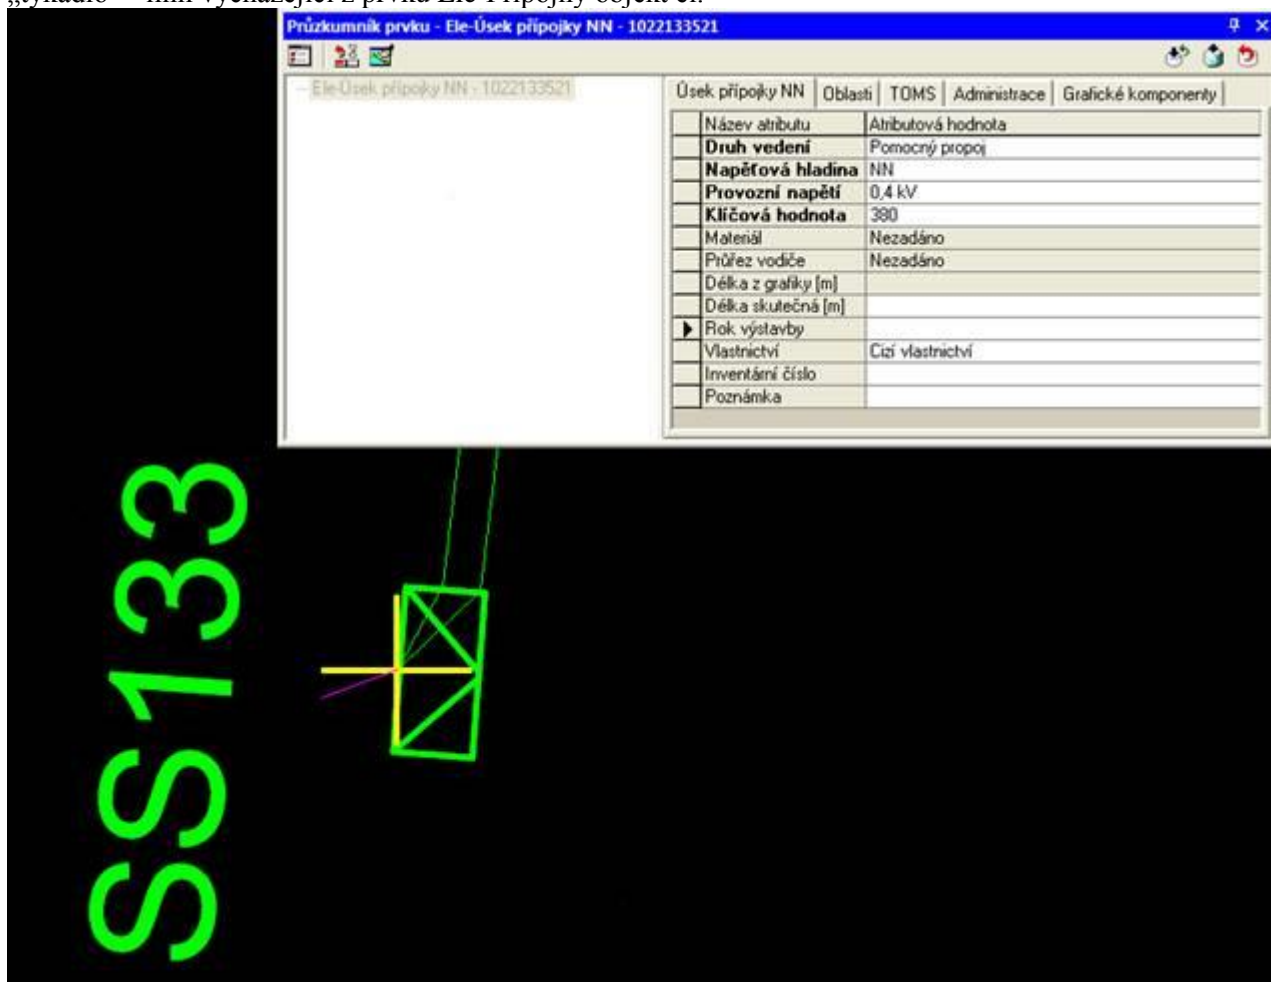 Průzkumník prvku - Ele-Úsek přípojky NN - 1022133521
Ele-Úsek přípojky NN - 1022133521
Úsek přípojky NN Oblasti TOMS Administrace Grafické komponenty
Název atributu Atributová hodnota
Druh vedení Pomocný propoj
Napěťová hladina NN
Provozní napětí 0,4 kV
Klíčová hodnota 380
Materiál Nezadáno
Průřez vodiče Nezadáno
Délka z grafiky [m]
Délka skutečná [m]
Rok výstavby
Vlastnictví Cizí vlastnictví
Inventární číslo
Poznámka
SS133